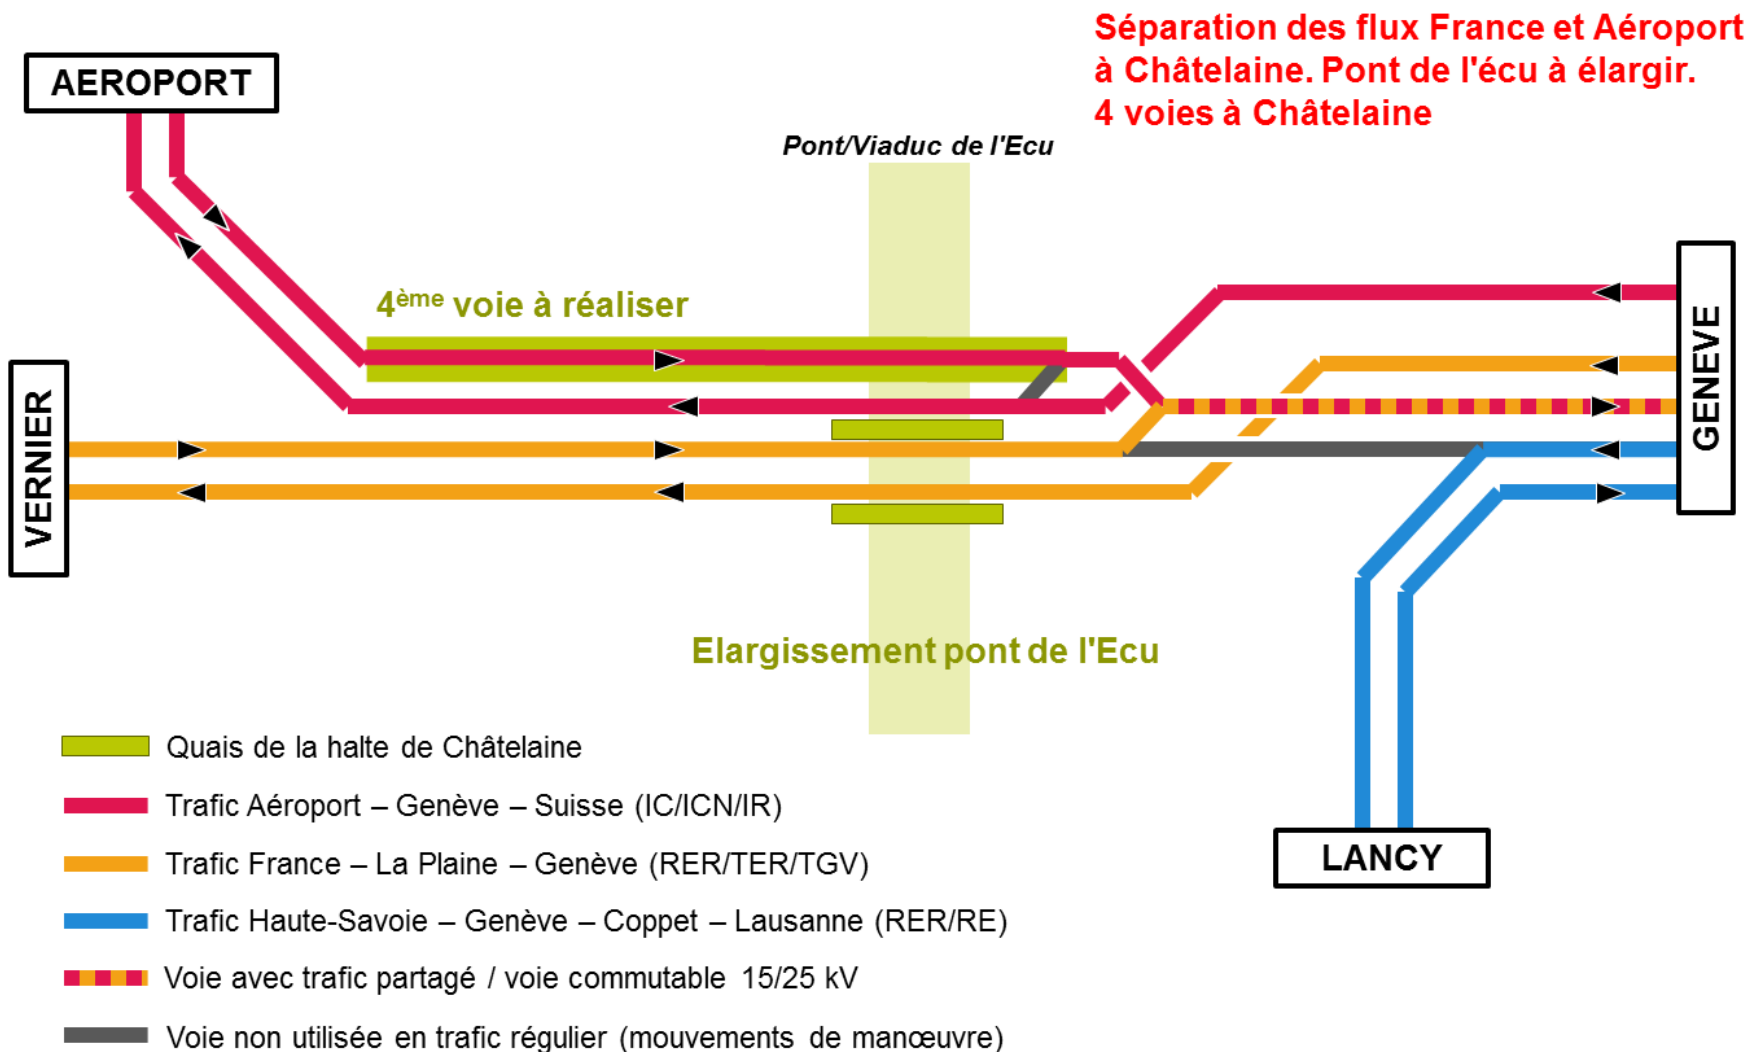 Séparation des flux France et Aéroport
à Châtelaine. Pont de l'écu à élargir.
4 voies à Châtelaine
AEROPORT
Pont/Viaduc de l'Ecu
4ème voie à réaliser
GENEVE
VERNIER
Elargissement pont de l'Ecu
LANCY
Quais de la halte de Châtelaine
Trafic Aéroport – Genève – Suisse (IC/ICN/IR)
Trafic France – La Plaine – Genève (RER/TER/TGV)
Trafic Haute-Savoie – Genève – Coppet – Lausanne (RER/RE)
Voie avec trafic partagé / voie commutable 15/25 kV
Voie non utilisée en trafic régulier (mouvements de manœuvre)